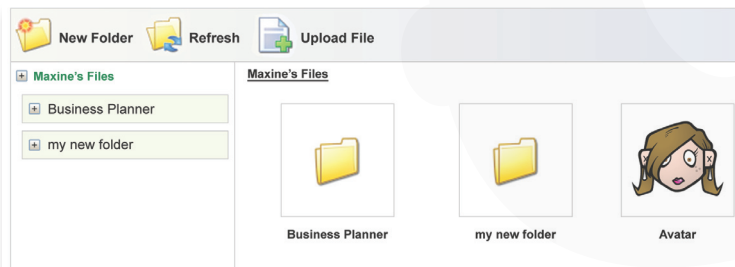 New Folder Refresh Upload File
Maxine's Files
Business Planner
my new folder
Maxine's Files
Business Planner my new folder Avatar